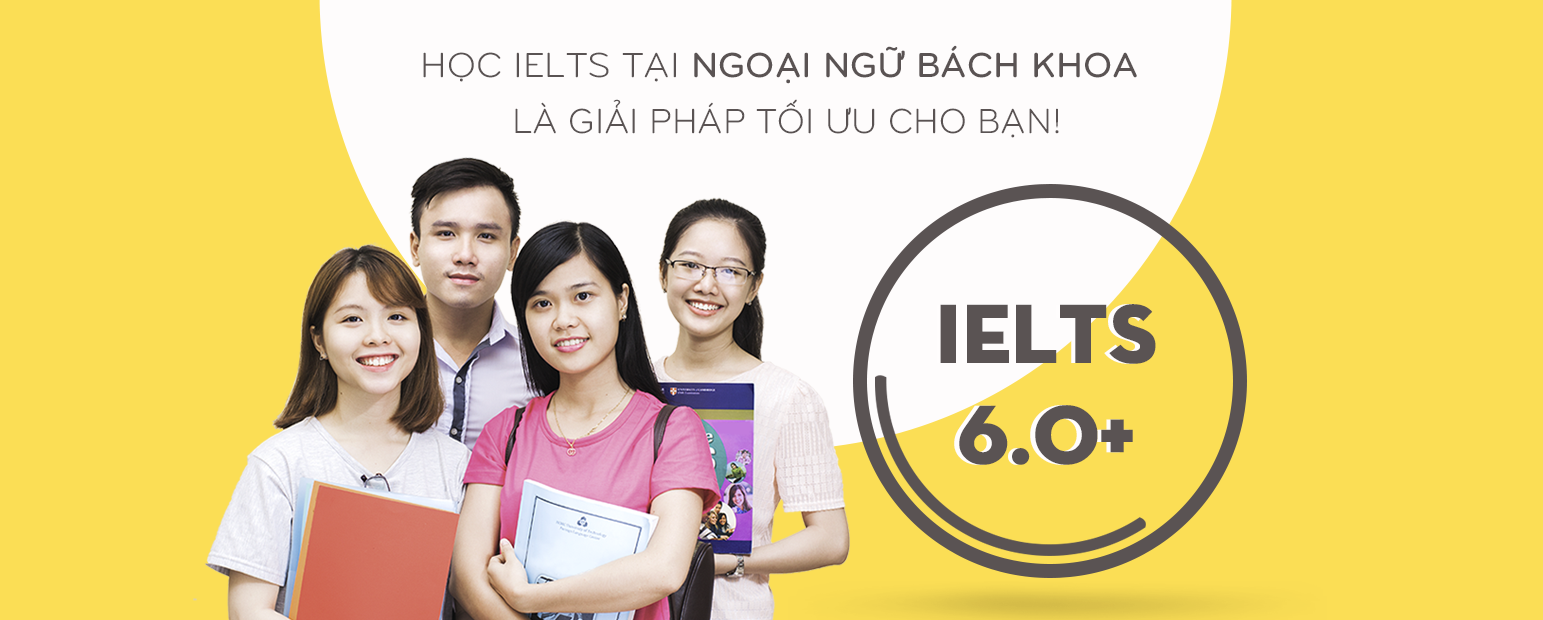 HỌC IELTS TẠI NGOẠI NGỮ BÁCH KHOA
LÀ GIẢI PHÁP TỐI ƯU CHO BẠN!
IELTS
6.0+